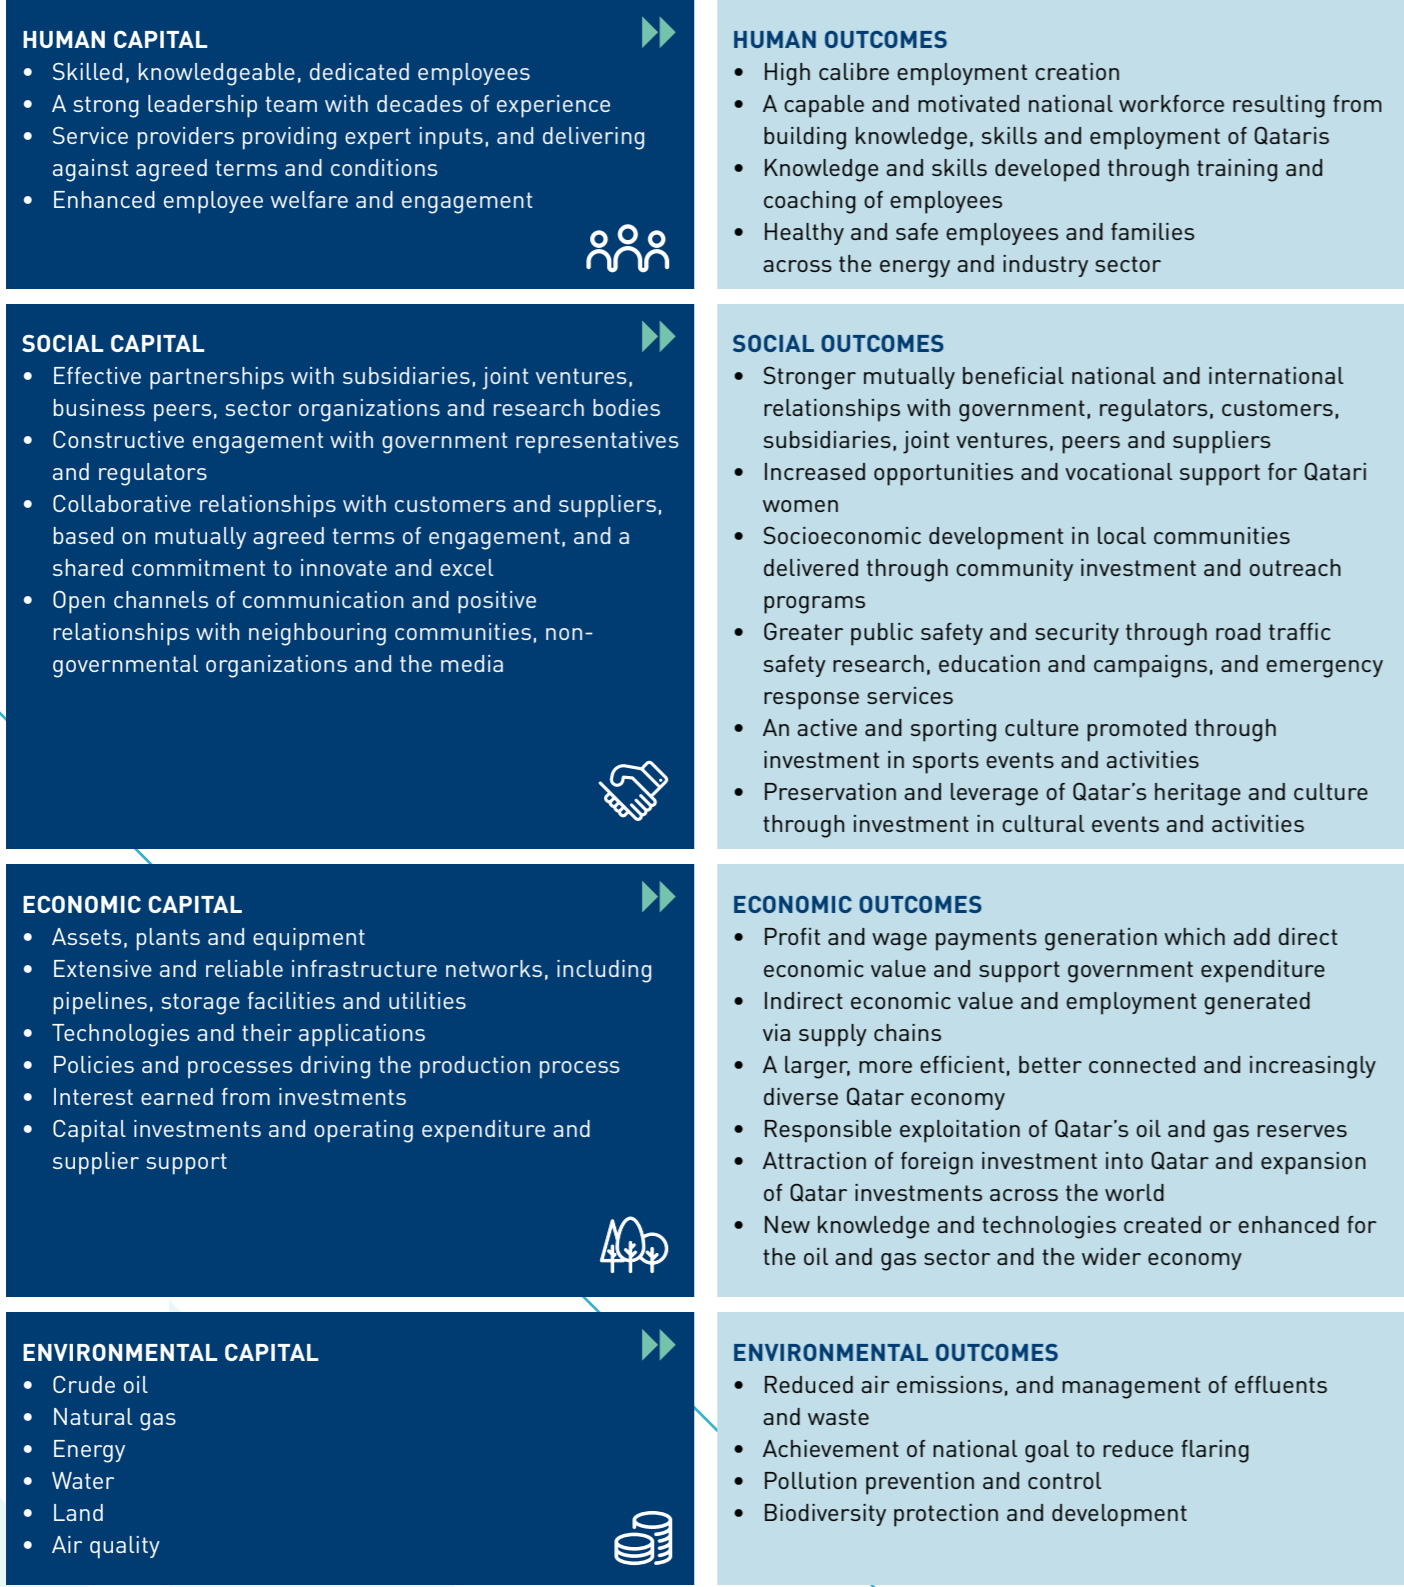 HUMAN CAPITAL
• Skilled, knowledgeable, dedicated employees
• A strong leadership team with decades of experience
• Service providers providing expert inputs, and delivering
against agreed terms and conditions
• Enhanced employee welfare and engagement
HUMAN OUTCOMES
• High calibre employment creation
• A capable and motivated national workforce resulting from
building knowledge, skills and employment of Qataris
• Knowledge and skills developed through training and
coaching of employees
• Healthy and safe employees and families
across the energy and industry sector
SOCIAL CAPITAL
• Effective partnerships with subsidiaries, joint ventures,
business peers, sector organizations and research bodies
• Constructive engagement with government representatives
and regulators
• Collaborative relationships with customers and suppliers,
based on mutually agreed terms of engagement, and a
shared commitment to innovate and excel
• Open channels of communication and positive
relationships with neighbouring communities, non-
governmental organizations and the media
SOCIAL OUTCOMES
• Stronger mutually beneficial national and international
relationships with government, regulators, customers,
subsidiaries, joint ventures, peers and suppliers
• Increased opportunities and vocational support for Qatari
women
• Socioeconomic development in local communities
delivered through community investment and outreach
programs
• Greater public safety and security through road traffic
safety research, education and campaigns, and emergency
response services
• An active and sporting culture promoted through
investment in sports events and activities
• Preservation and leverage of Qatar’s heritage and culture
through investment in cultural events and activities
ECONOMIC CAPITAL
• Assets, plants and equipment
• Extensive and reliable infrastructure networks, including
pipelines, storage facilities and utilities
• Technologies and their applications
• Policies and processes driving the production process
• Interest earned from investments
• Capital investments and operating expenditure and
supplier support
ECONOMIC OUTCOMES
• Profit and wage payments generation which add direct
economic value and support government expenditure
• Indirect economic value and employment generated
via supply chains
• A larger, more efficient, better connected and increasingly
diverse Qatar economy
• Responsible exploitation of Qatar’s oil and gas reserves
• Attraction of foreign investment into Qatar and expansion
of Qatar investments across the world
• New knowledge and technologies created or enhanced for
the oil and gas sector and the wider economy
ENVIRONMENTAL CAPITAL
• Crude oil
• Natural gas
• Energy
• Water
• Land
• Air quality
ENVIRONMENTAL OUTCOMES
• Reduced air emissions, and management of effluents
and waste
• Achievement of national goal to reduce flaring
• Pollution prevention and control
• Biodiversity protection and development